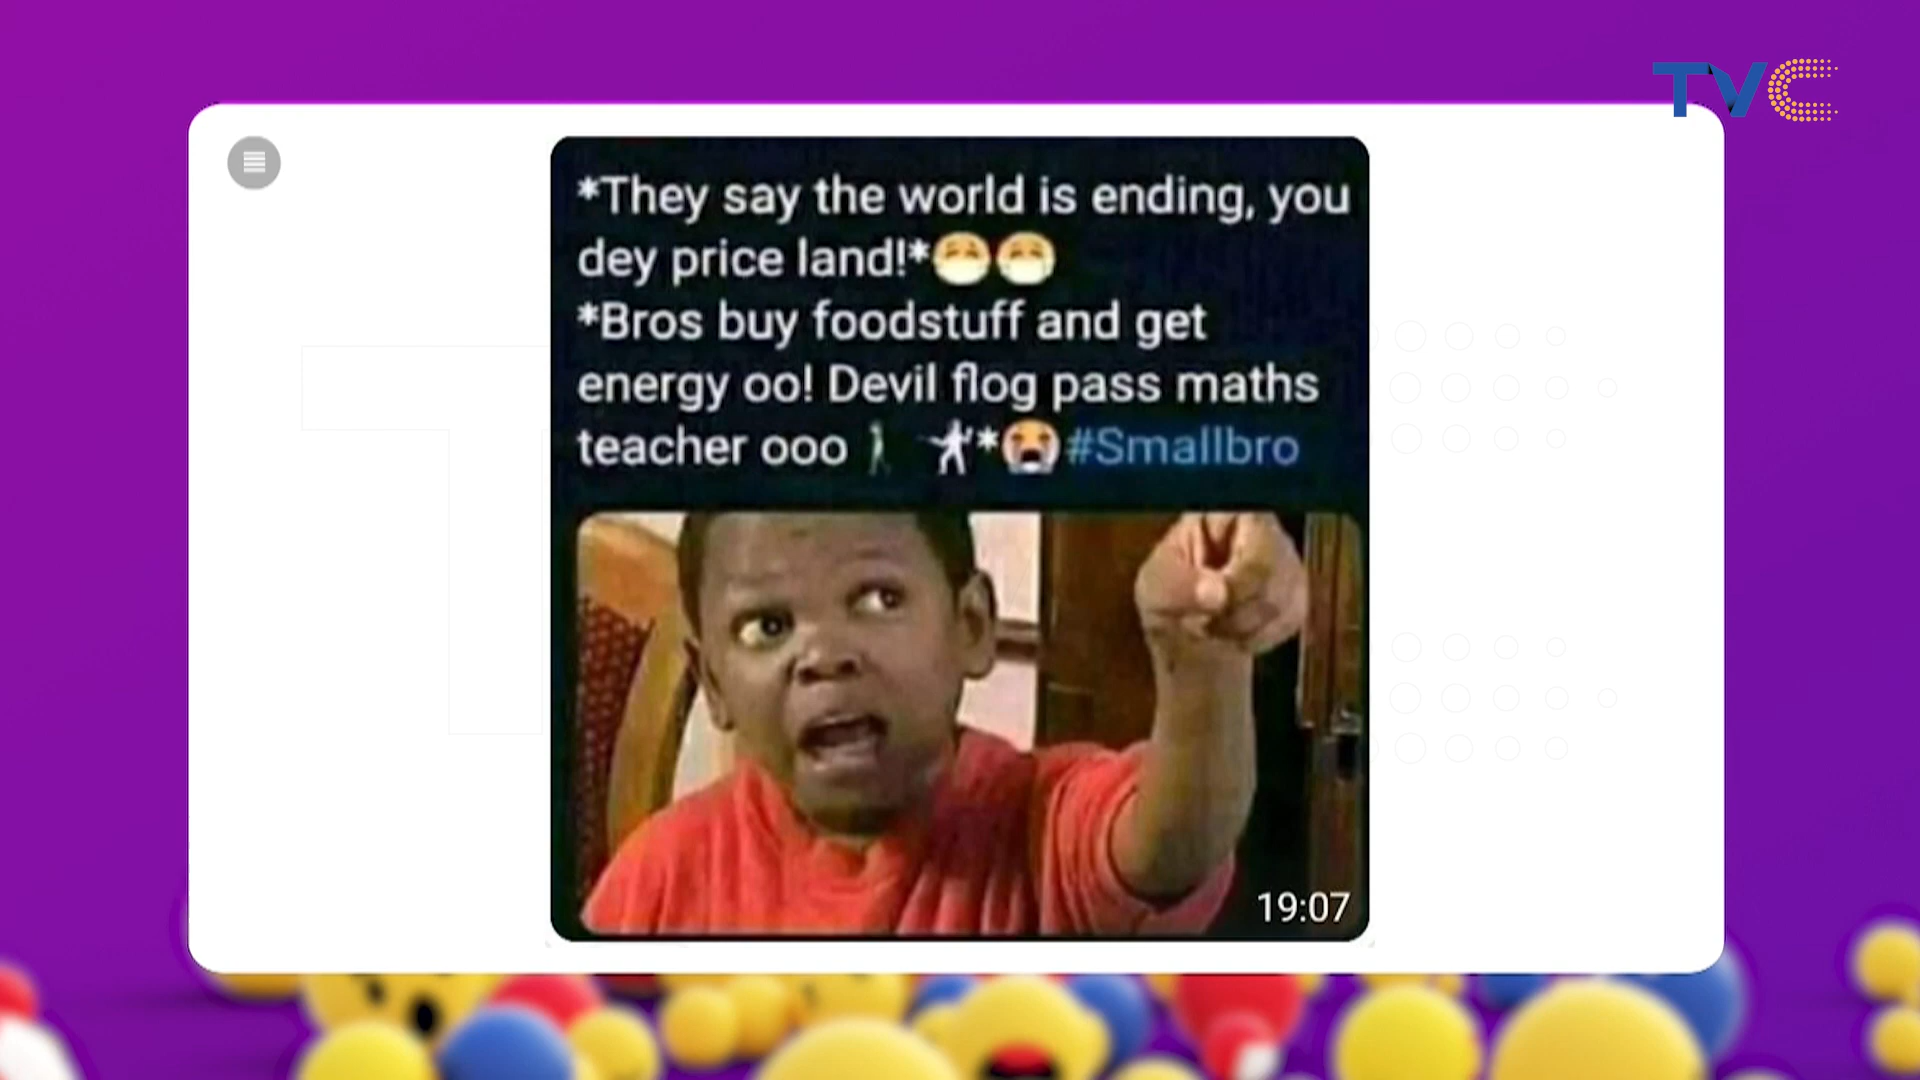 TVC
*They say the world is ending, you
dey price land!*😷😷
*Bros buy foodstuff and get
energy oo! Devil flog pass maths
teacher ooo🚶 🕺*😭#Smallbro
19:07